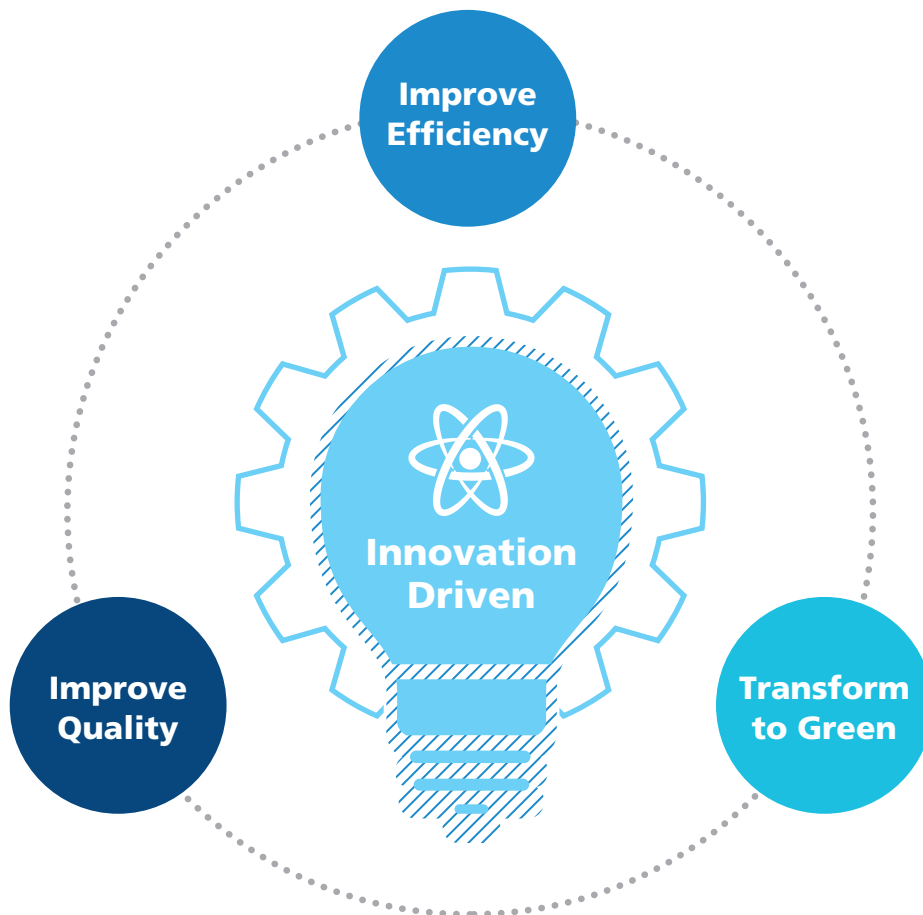 Improve
Efficiency
Innovation
Driven
Improve
Quality
Transform
to Green